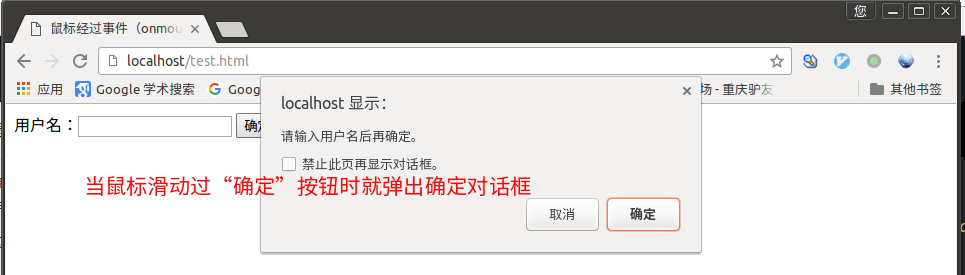 您
鼠标经过事件（onmou
localhost/test.html
应用 Google 学术搜索 Goog 场 - 重庆驴友 其他书签
localhost 显示：
用户名： 确定
请输入用户名后再确定。
禁止此页再显示对话框。
当鼠标滑动过“确定”按钮时就弹出确定对话框
取消 确定